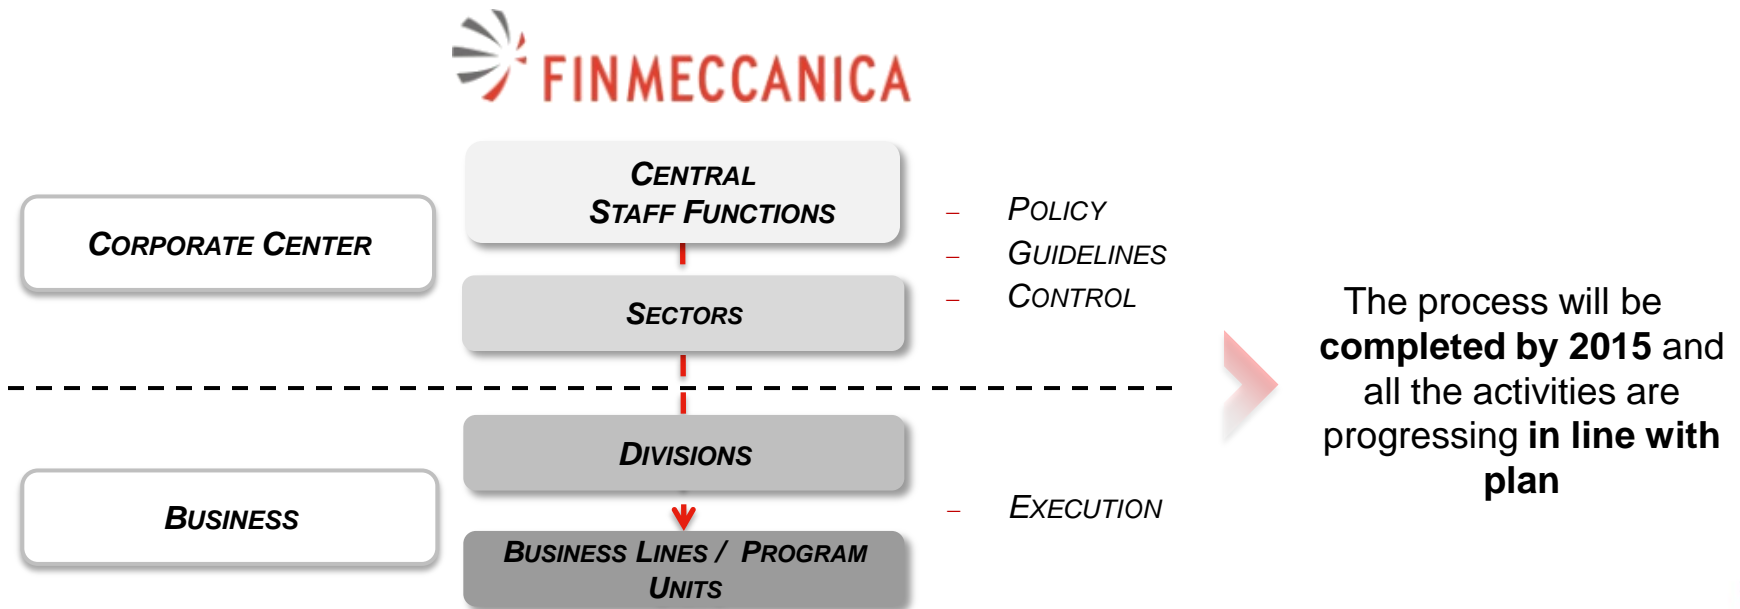 FINMECCANICA
CORPORATE CENTER
CENTRAL
STAFF FUNCTIONS
SECTORS
– POLICY
– GUIDELINES
– CONTROL
BUSINESS
DIVISIONS
BUSINESS LINES / PROGRAM
UNITS
– EXECUTION
The process will be
completed by 2015 and
all the activities are
progressing in line with
plan